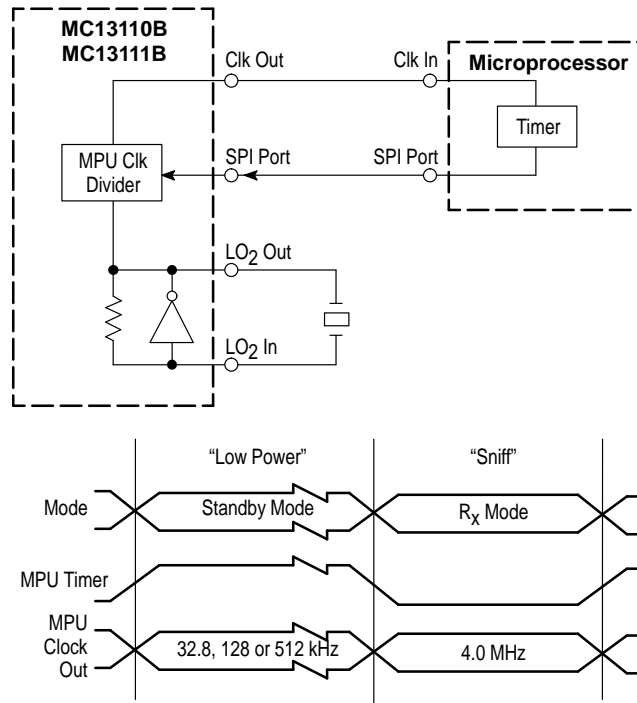 MC13110B
MC13111B
Clk Out
Clk In
Microprocessor
Timer
MPU Clk
Divider
SPI Port
SPI Port
LO2 Out
LO2 In
“Low Power”
“Sniff”
Mode
Standby Mode
Rx Mode
MPU Timer
MPU
Clock
Out
32.8, 128 or 512 kHz
4.0 MHz